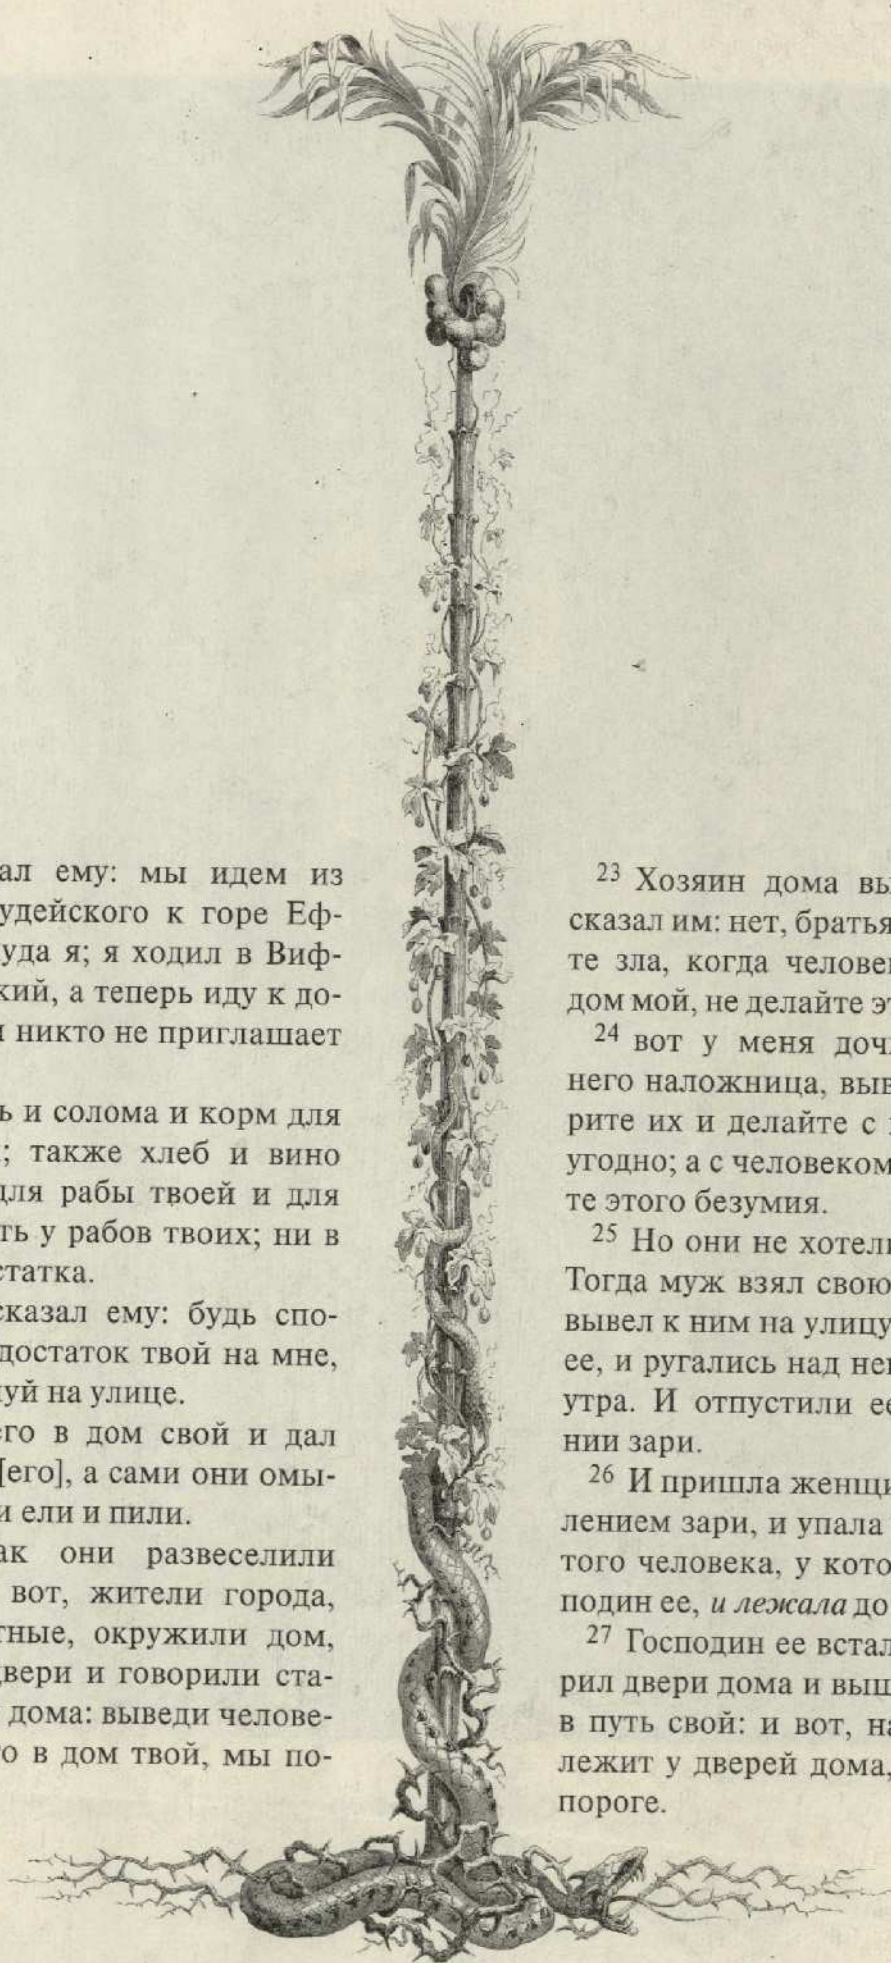 ал ему: мы идем из
удейского к горе Еф-
уда я; я ходил в Виф-
кий, а теперь иду к до-
и никто не приглашает
ь и солома и корм для
; также хлеб и вино
для рабы твоей и для
ть у рабов твоих; ни в
статка.
сказал ему: будь спо-
достаток твой на мне,
уй на улице.
его в дом свой и дал
[его], а сами они омы-
и ели и пили.
ак они развеселили
вот, жители города,
тные, окружили дом,
двери и говорили ста-
дома: выведи челове-
о в дом твой, мы по-
23 Хозяин дома вы
сказал им: нет, братья
те зла, когда челове
дом мой, не делайте э
24 вот у меня доч
него наложница, выв
рите их и делайте с
угодно; а с человеком
те этого безумия.
25 Но они не хотел
Тогда муж взял свою
вывел к ним на улицу
ее, и ругались над не
утра. И отпустили ее
нии зари.
26 И пришла женщи
лением зари, и упала
того человека, у кото
подин ее, и лежала до
27 Господин ее встал
рил двери дома и выш
в путь свой: и вот, на
лежит у дверей дома,
пороге.